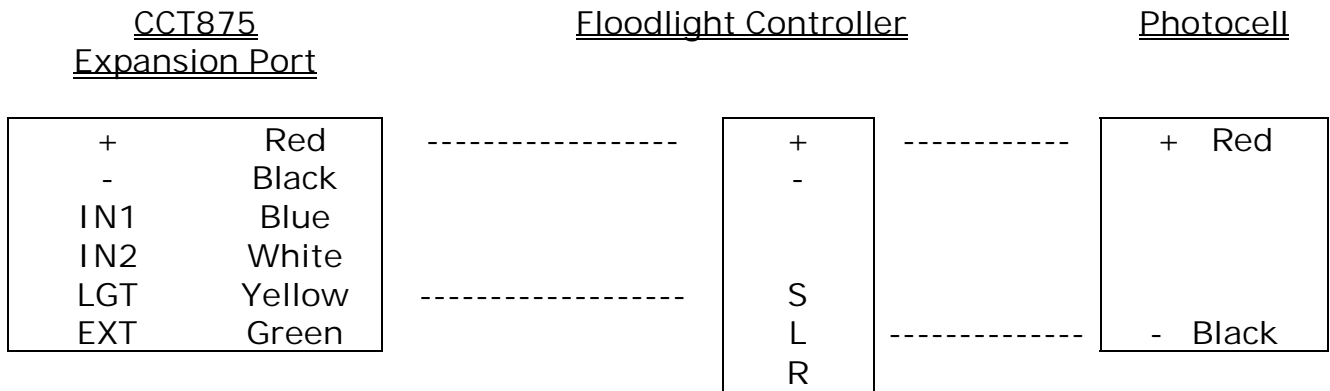 CCT875 Floodlight Controller Photocell
Expansion Port
+ Red ------------------ + ------------ + Red
- Black -
IN1 Blue
IN2 White
LGT Yellow ------------------- S
EXT Green L -------------- - Black
R